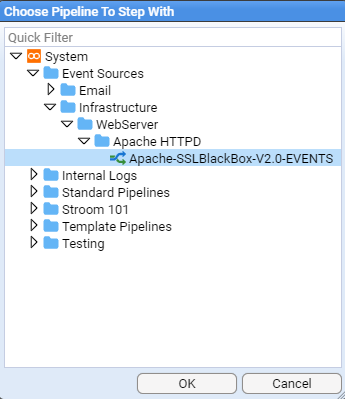 Choose Pipeline To Step With
Quick Filter
System
Event Sources
Email
Infrastructure
WebServer
Apache HTTPD
Apache-SSLBlackBox-V2.0-EVENTS
Internal Logs
Standard Pipelines
Stroom 101
Template Pipelines
Testing
OK Cancel